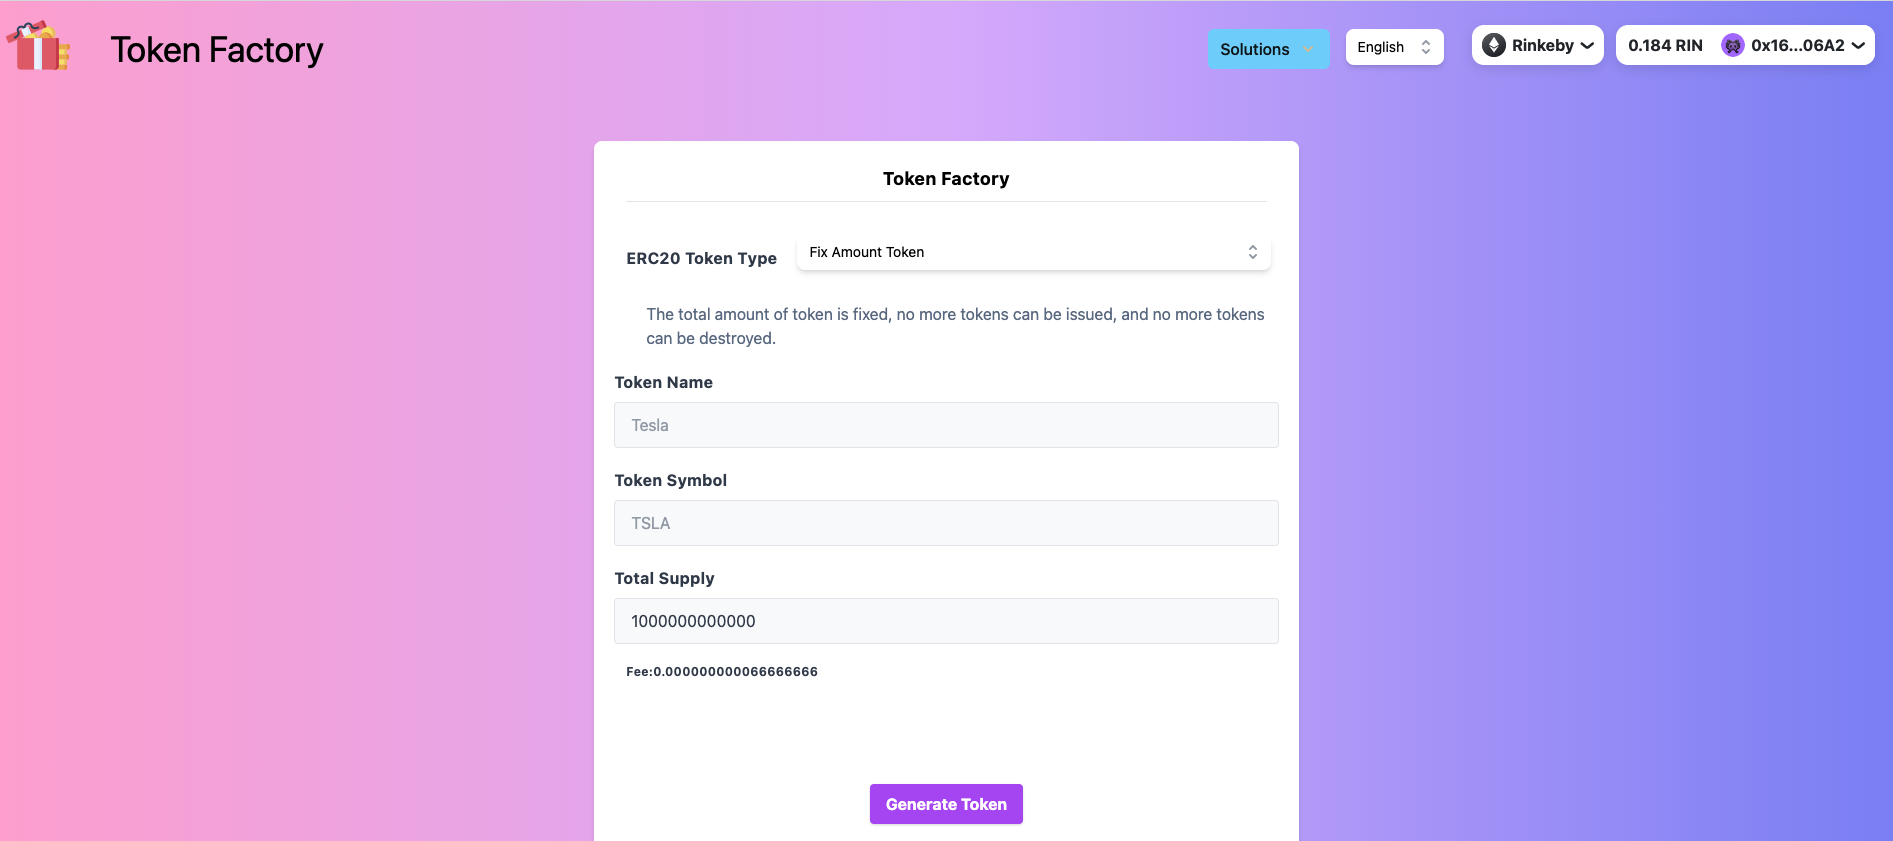 Token Factory
Solutions
English
Rinkeby
0.184 RIN
0x16...06A2
Token Factory
ERC20 Token Type
Fix Amount Token
The total amount of token is fixed, no more tokens can be issued, and no more tokens
can be destroyed.
Token Name
Tesla
Token Symbol
TSLA
Total Supply
1000000000000
Fee:0.000000000066666666
Generate Token